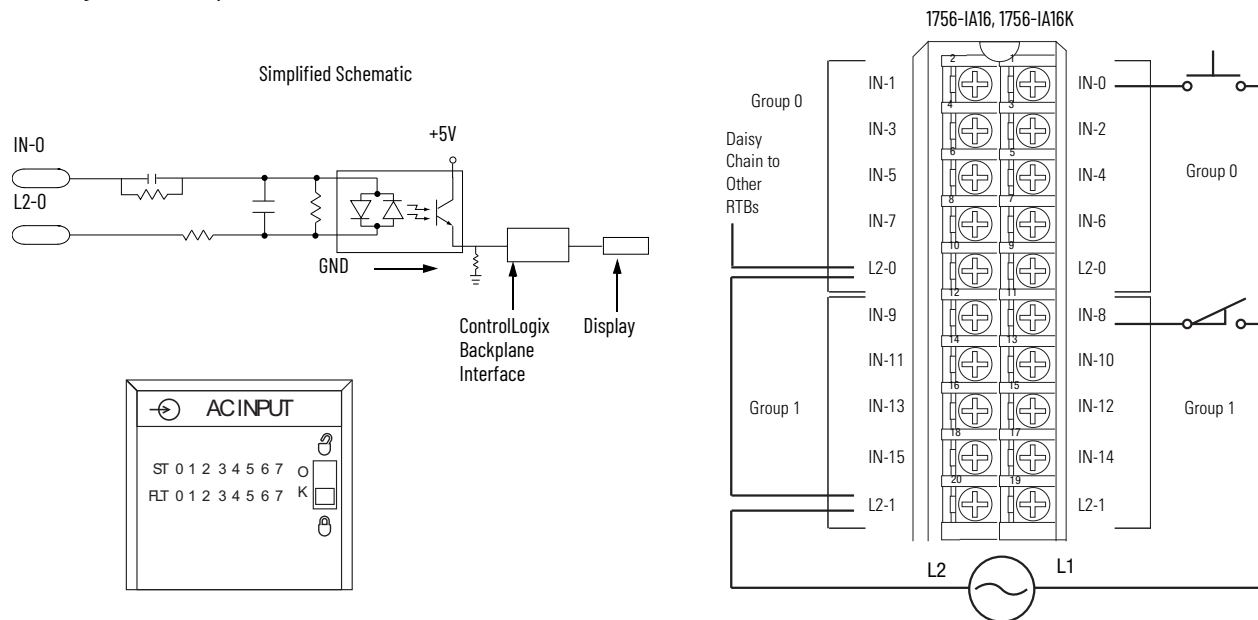 1756-IA16, 1756-IA16K
Simplified Schematic
IN-0
L2-0
+5V
GND
ControlLogix
Backplane
Interface
Display
AC INPUT
ST 0 1 2 3 4 5 6 7
FLT 0 1 2 3 4 5 6 7
O
K
Group 0
Daisy
Chain to
Other
RTBs
Group 1
IN-1
2
1
IN-0
IN-3
4
3
IN-2
IN-5
6
5
IN-4
IN-7
8
7
IN-6
L2-0
10
9
L2-0
IN-9
12
11
IN-8
IN-11
14
13
IN-10
IN-13
16
15
IN-12
IN-15
18
17
IN-14
L2-1
20
19
L2-1
Group 0
Group 1
L2
L1